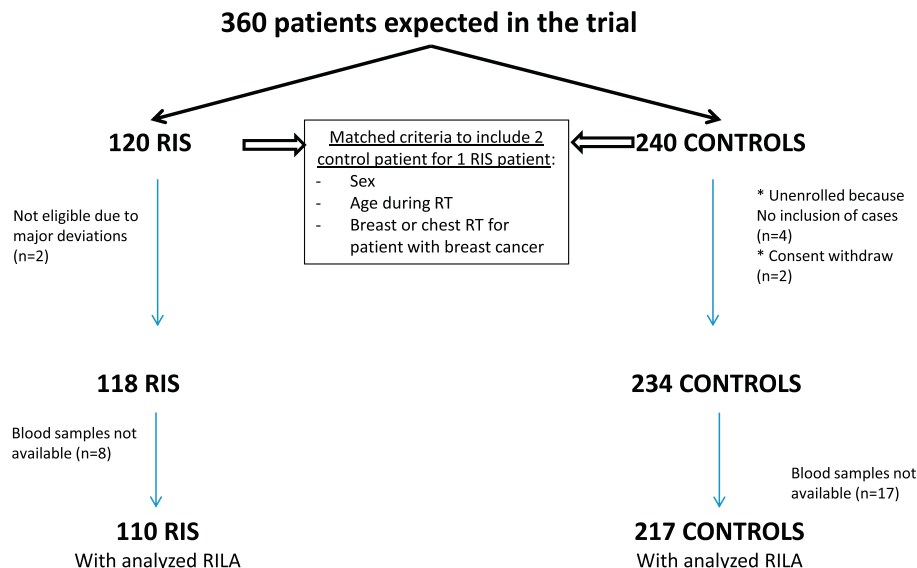 360 patients expected in the trial
120 RIS
Matched criteria to include 2
control patient for 1 RIS patient:
- Sex
- Age during RT
- Breast or chest RT for
patient with breast cancer
240 CONTROLS
Not eligible due to
major deviations
(n=2)
* Unenrolled because
No inclusion of cases
(n=4)
* Consent withdraw
(n=2)
118 RIS
234 CONTROLS
Blood samples not
available (n=8)
Blood samples not
available (n=17)
110 RIS
With analyzed RILA
217 CONTROLS
With analyzed RILA